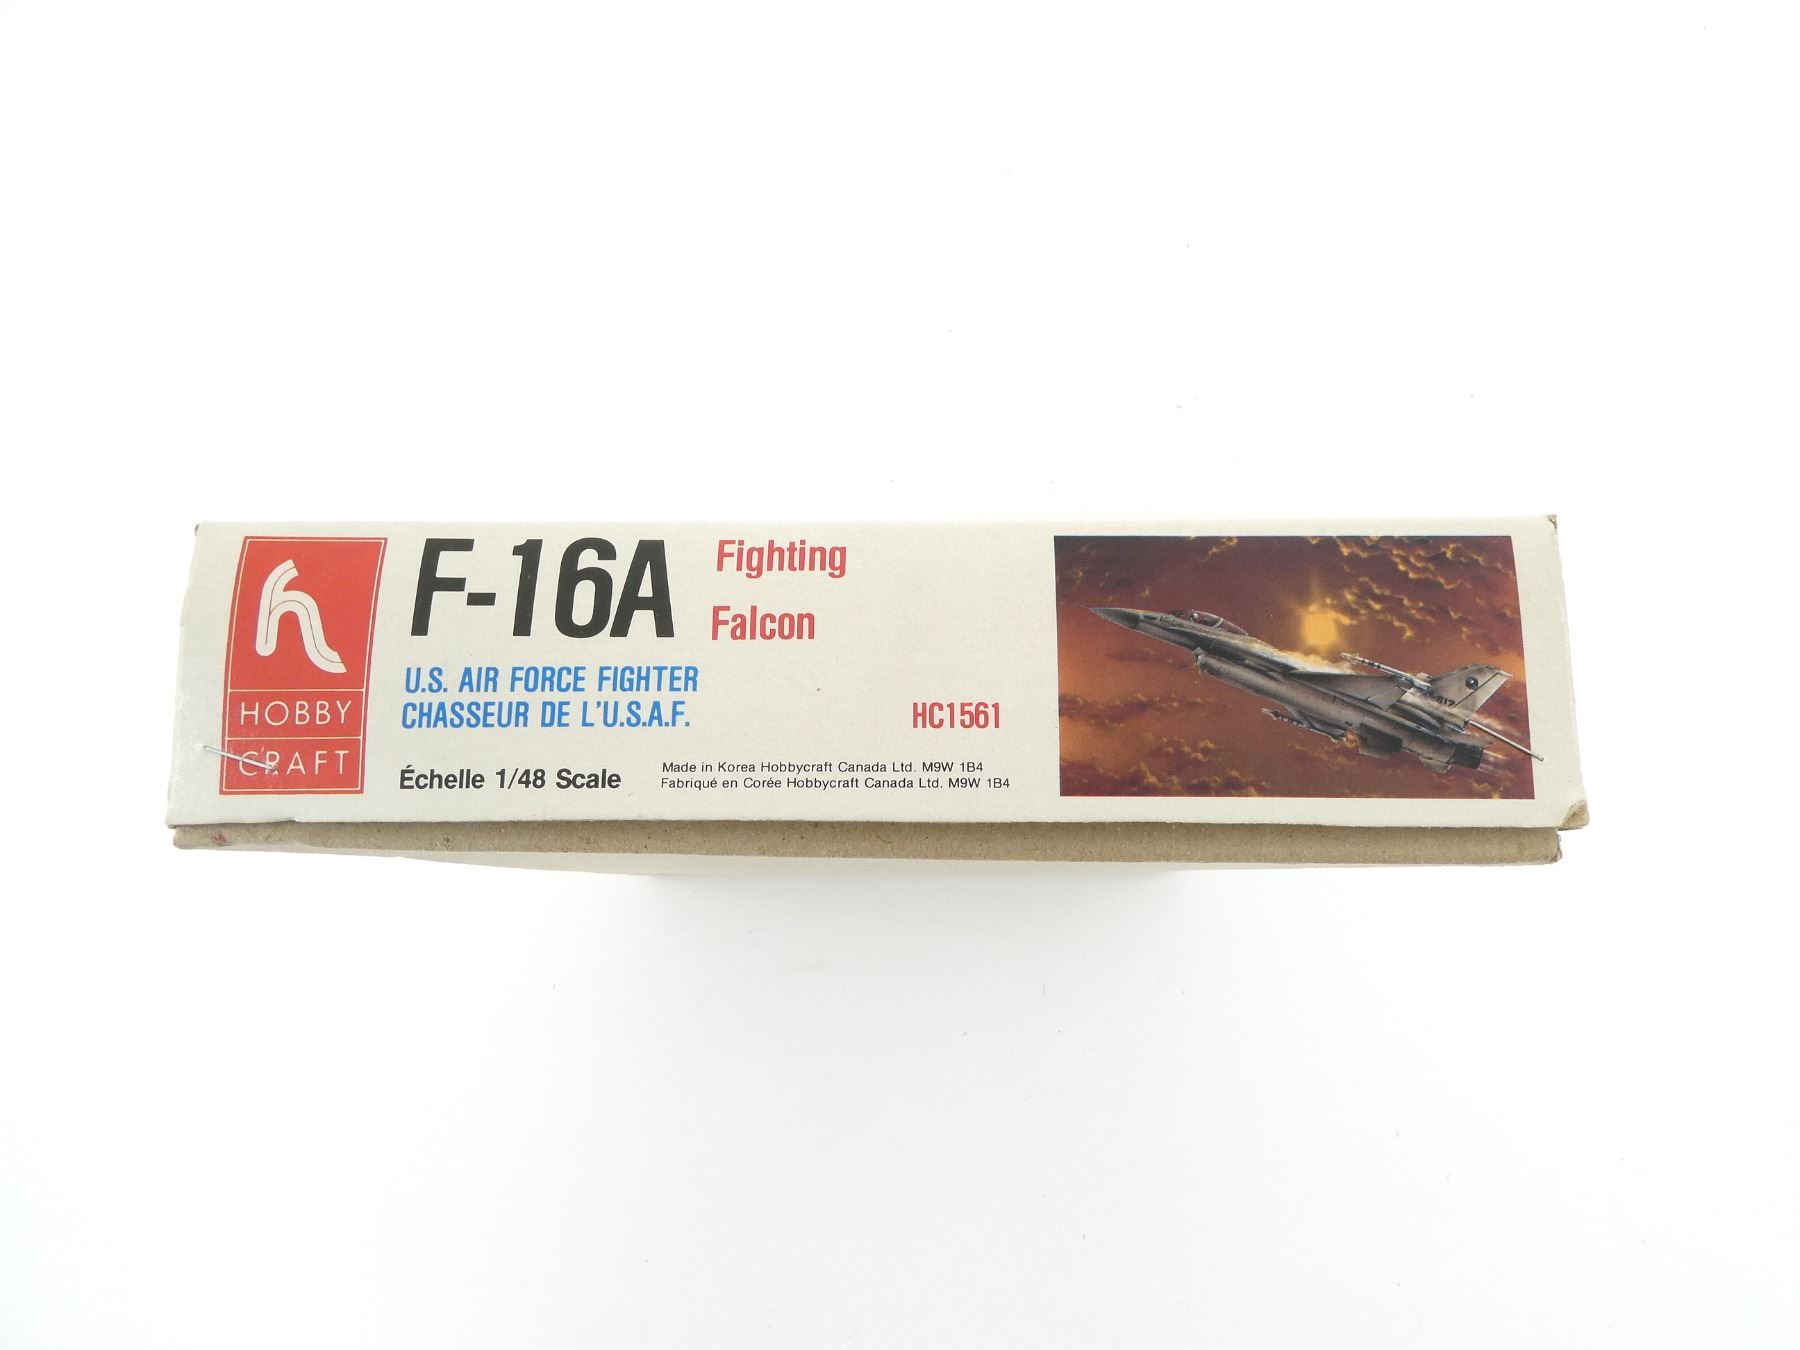 HOBBY
CRAFT
F-16A
Fighting
Falcon
U.S. AIR FORCE FIGHTER
CHASSEUR DE L'U.S.A.F.
HC1561
Échelle 1/48 Scale
Made in Korea Hobbycraft Canada Ltd. M9W 1B4
Fabriqué en Corée Hobbycraft Canada Ltd. M9W 1B4